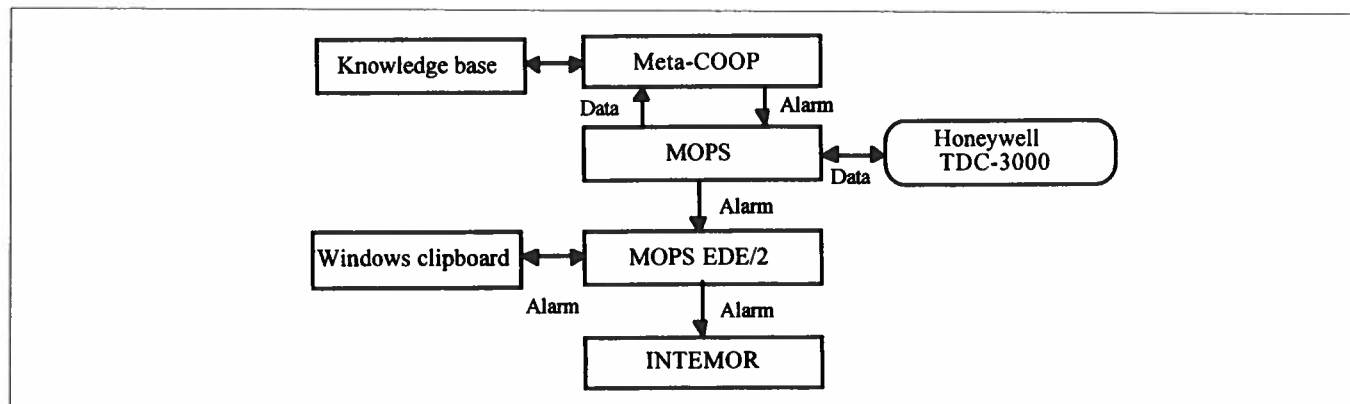 Knowledge base
Meta-COOP
Data
Alarm
MOPS
Honeywell
TDC-3000
Data
Alarm
Windows clipboard
MOPS EDE/2
Alarm
Alarm
INTEMOR